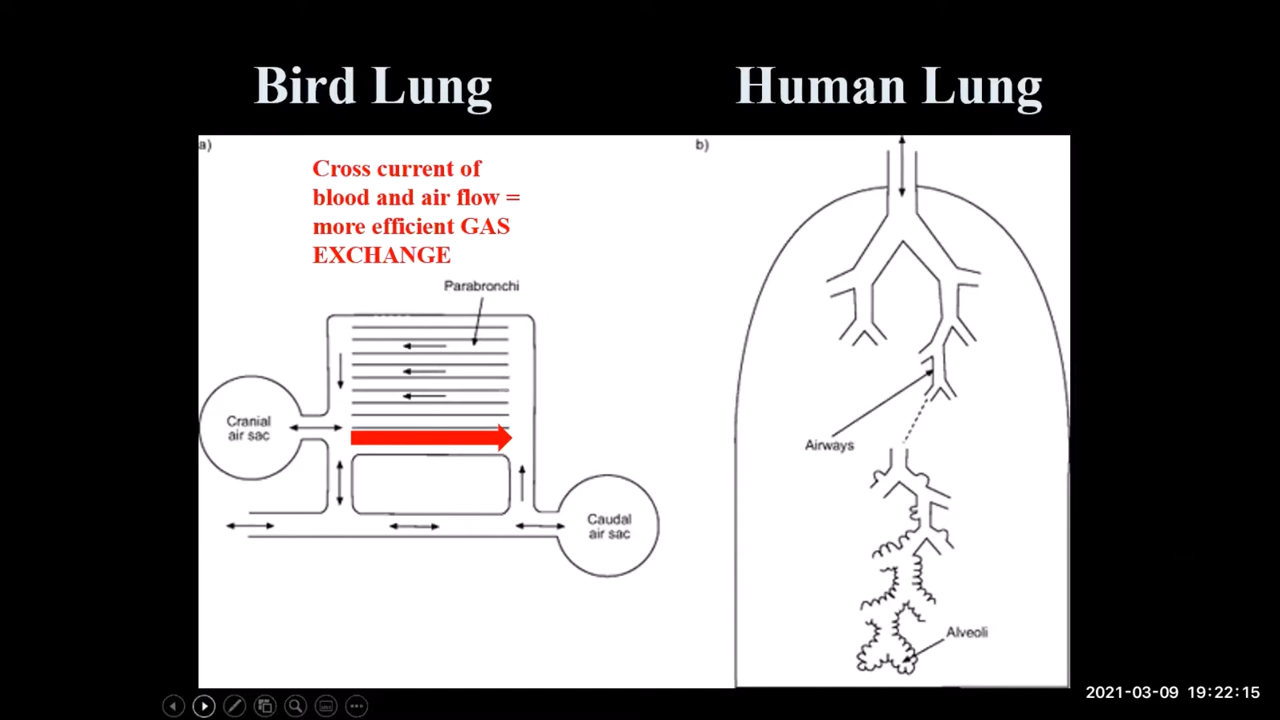 Bird Lung
Human Lung
a)
Cross current of
blood and air flow =
more efficient GAS
EXCHANGE
Parabronchi
Cranial
air sac
Caudal
air sac
b)
Airways
Alveoli
2021-03-09 19:22:15